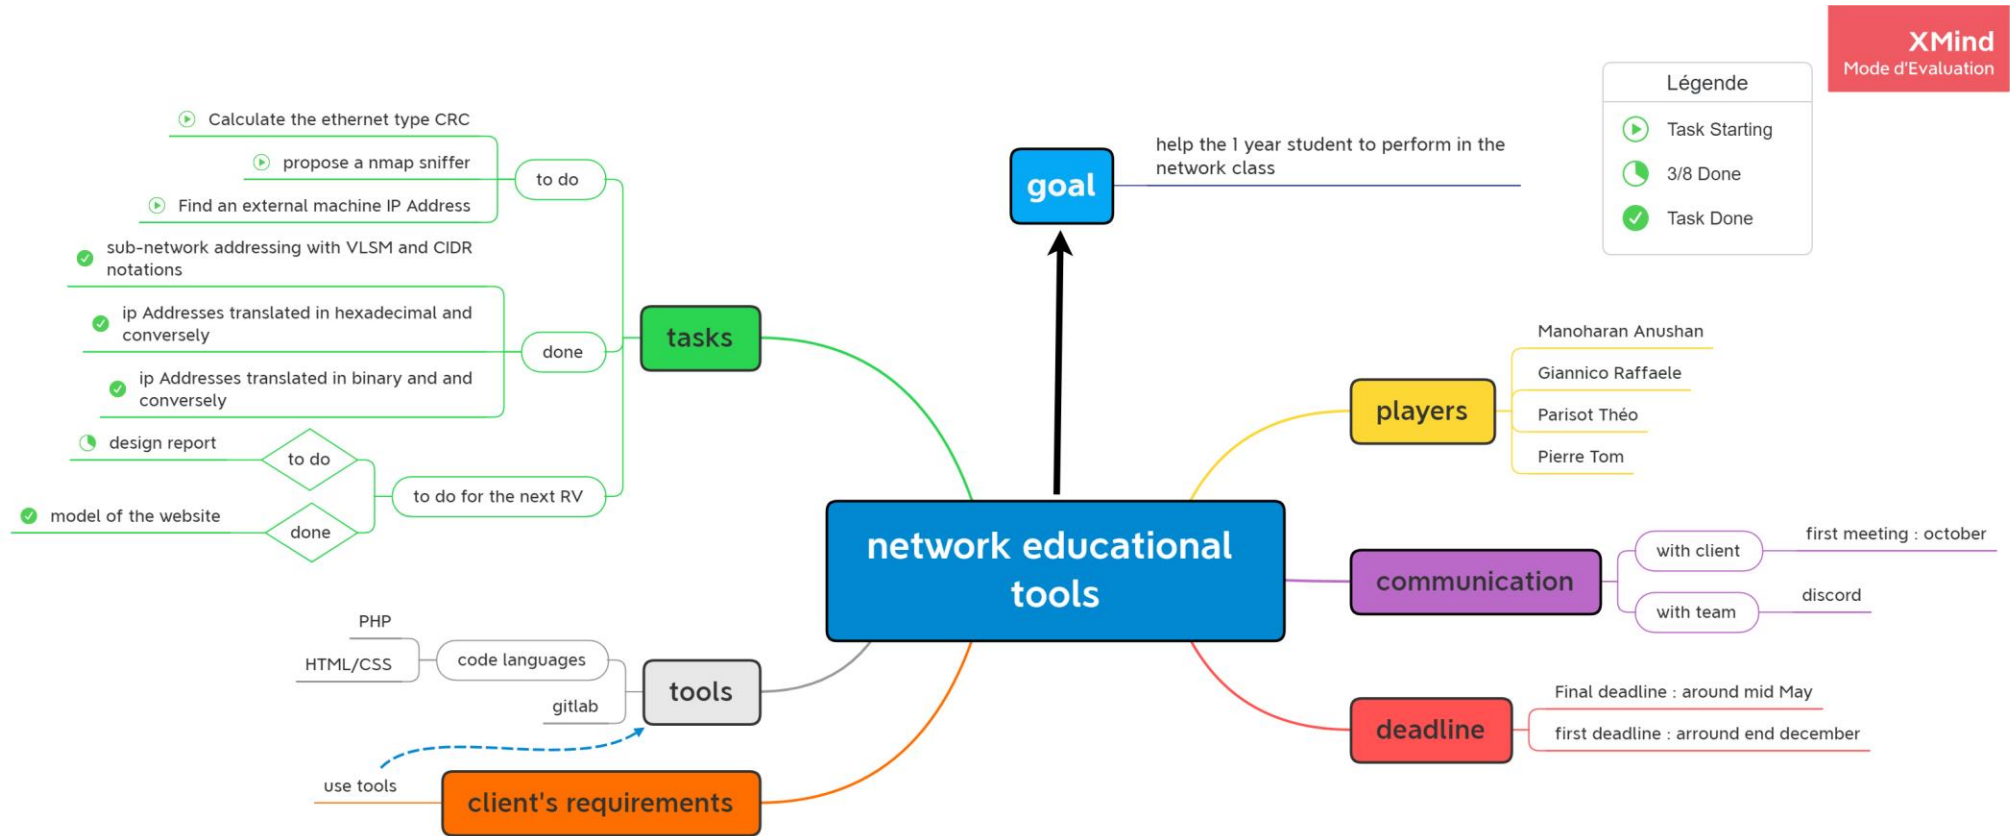 XMind
Mode d'Evaluation
Légende
Task Starting
3/8 Done
Task Done
goal
help the 1 year student to perform in the
network class
Calculate the ethernet type CRC
propose a nmap sniffer
Find an external machine IP Address
to do
sub-network addressing with VLSM and CIDR
notations
ip Addresses translated in hexadecimal and
conversely
ip Addresses translated in binary and and
conversely
done
tasks
design report
to do
model of the website
done
to do for the next RV
players
Manoharan Anushan
Giannico Raffaele
Parisot Théo
Pierre Tom
network educational
tools
communication
with client
first meeting : october
with team
discord
PHP
HTML/CSS
code languages
gitlab
tools
deadline
Final deadline : around mid May
first deadline : arround end december
use tools
client's requirements